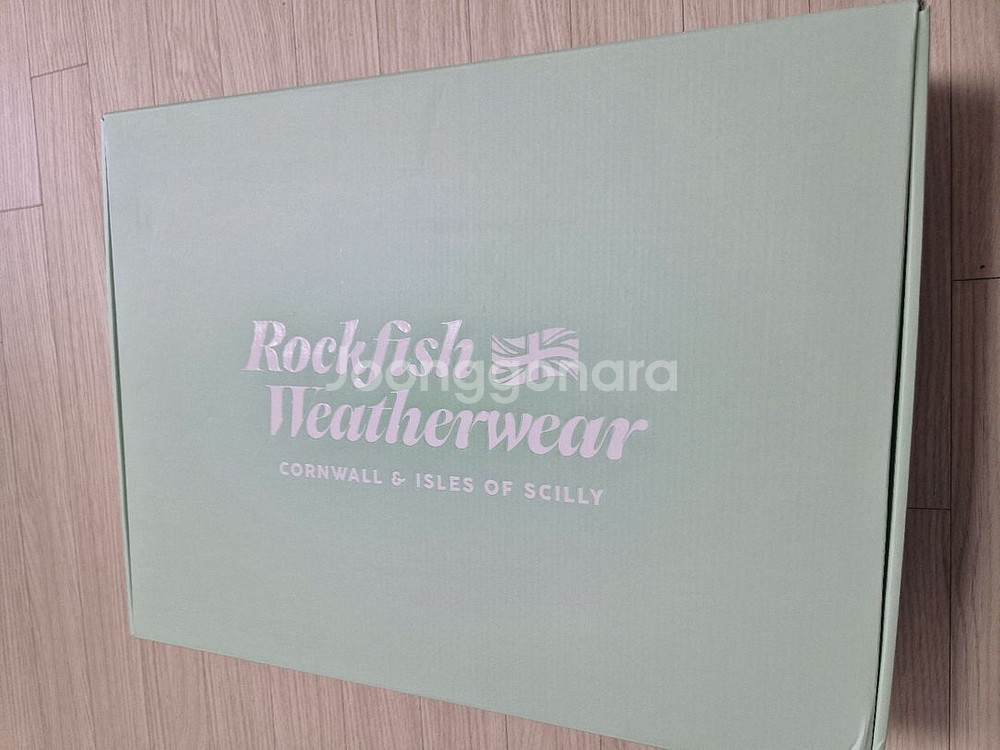 Rockfish
Joonggonara
Weatherwear
CORNWALL & ISLES OF SCILLY